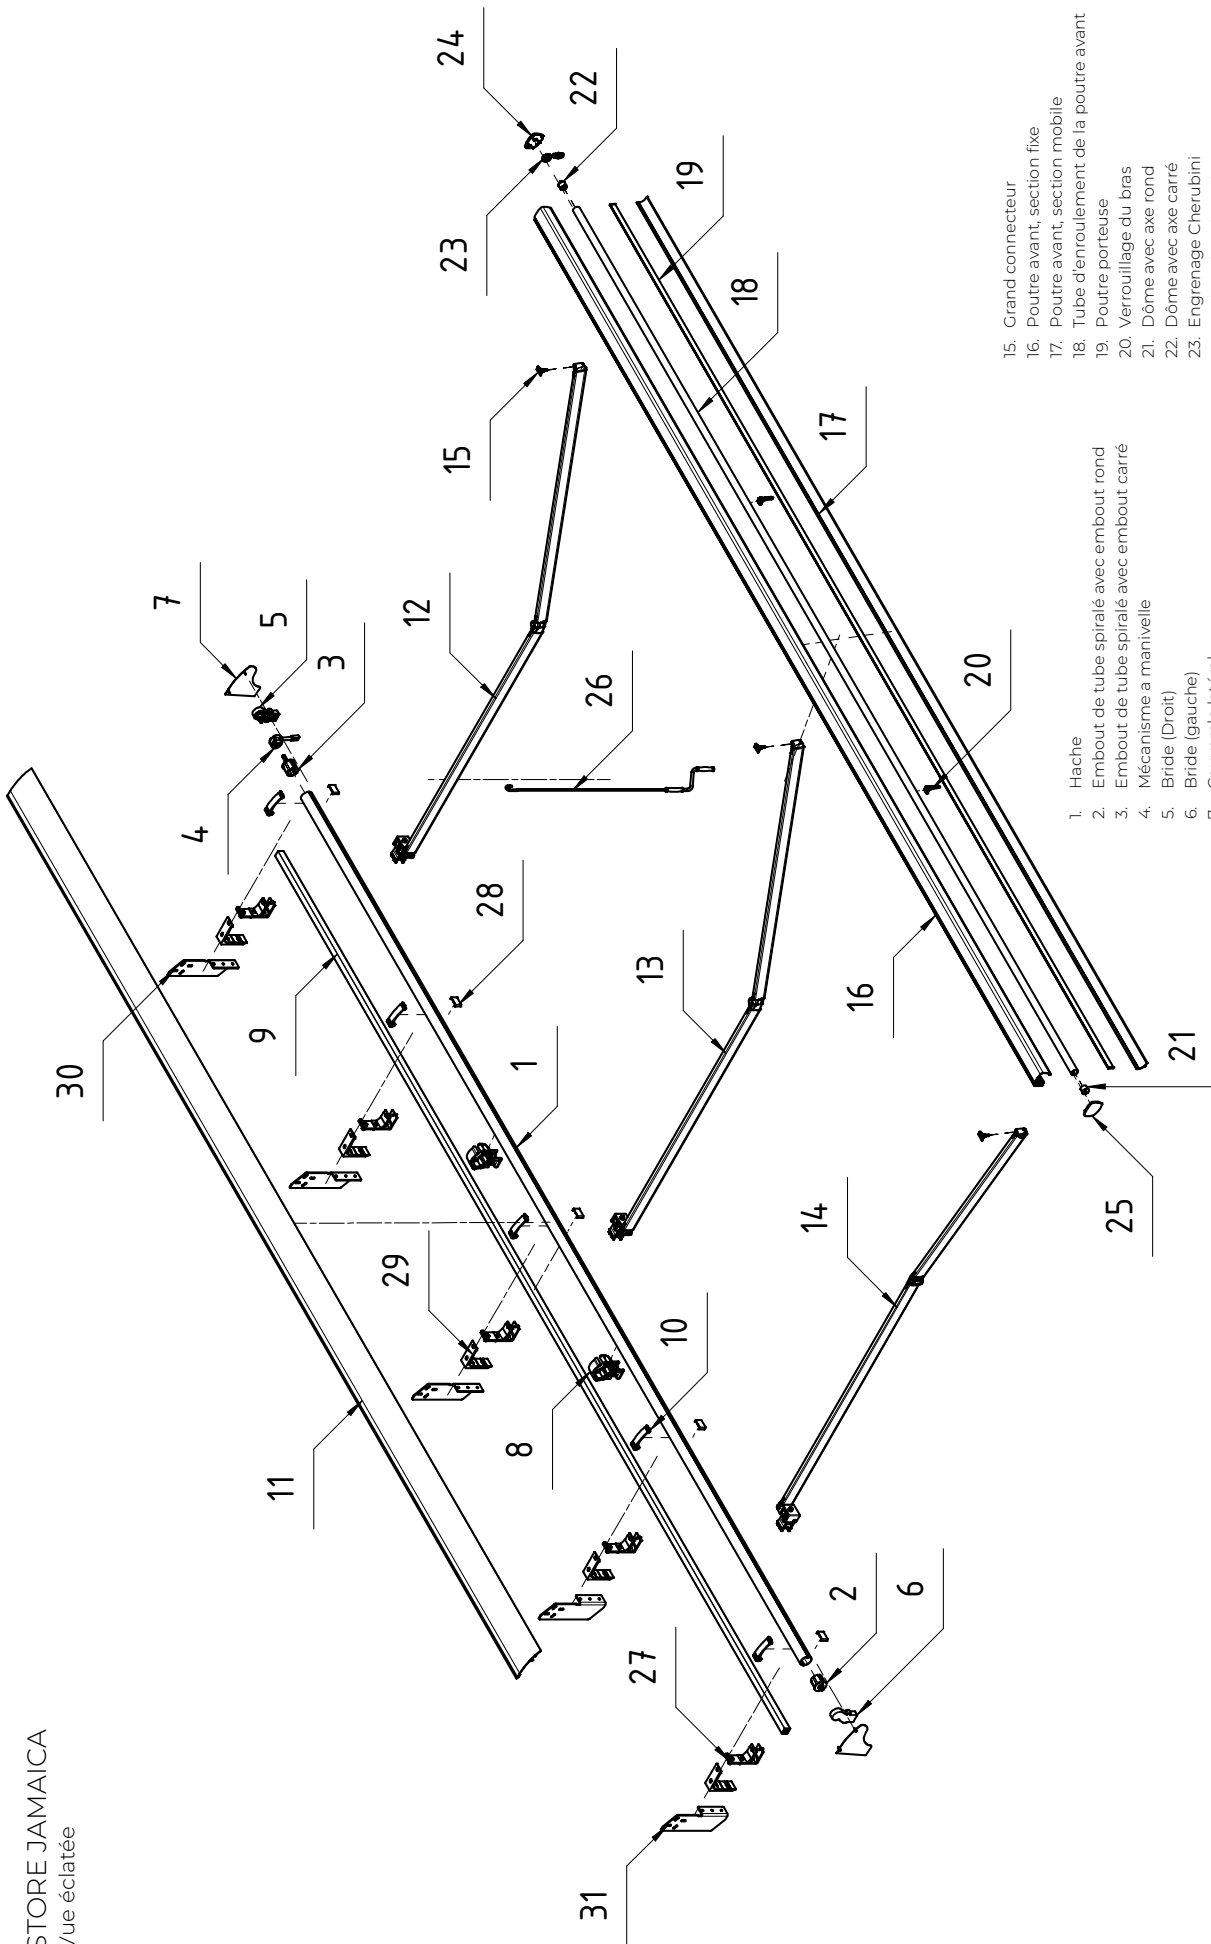 STORE JAMAICA
Vue éclatée
30
7
4
9
5
11
3
29
12
24
23
15
28
8
1
22
31
26
27
13
10
19
18
14
17
2
16
6
20
25
21
1. Hache
2. Embout de tube spiralé avec embout rond
3. Embout de tube spiralé avec embout carré
4. Mécanisme a manivelle
5. Bride (Droit)
6. Bride (gauche)
15. Grand connecteur
16. Poutre avant, section fixe
17. Poutre avant, section mobile
18. Tube d'enroulement de la poutre avant
19. Poutre porteuse
20. Verrouillage du bras
21. Dôme avec axe rond
22. Dôme avec axe carré
23. Engrenage Cherubini